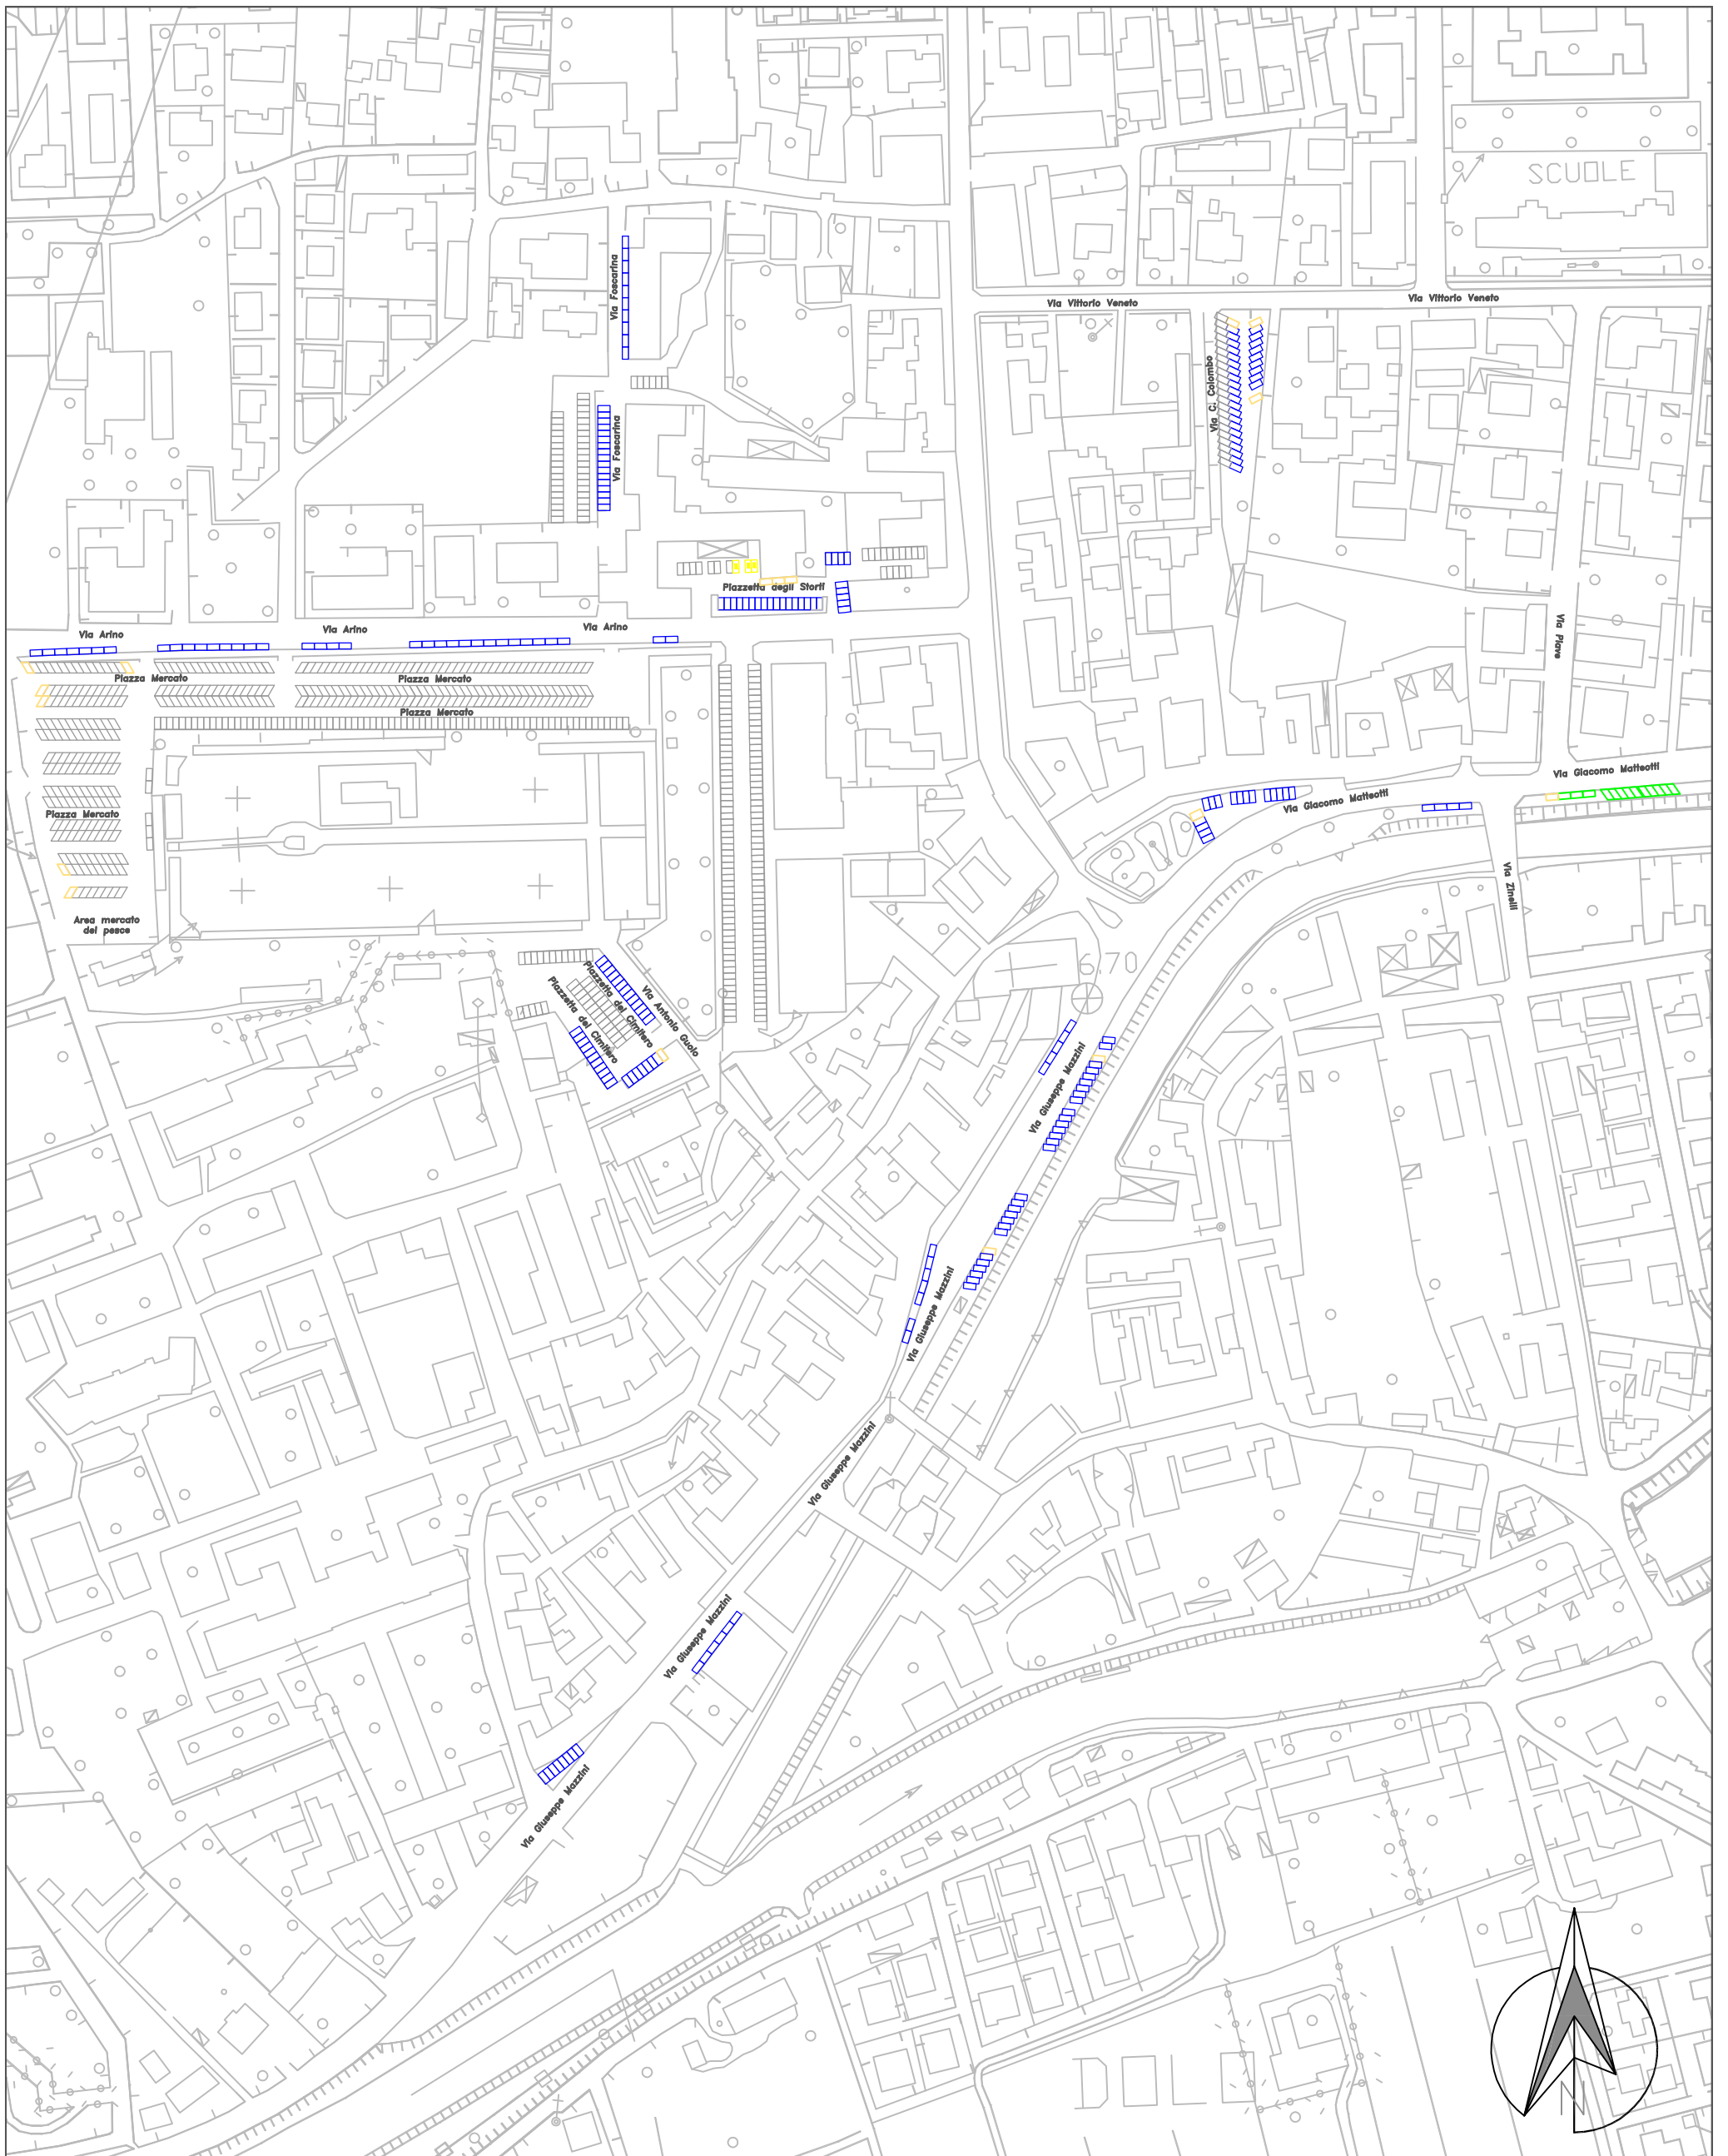 SCUOLE
Via Foscarina
Via Vittorio Veneto
Via Vittorio Veneto
Via C. Colombo
Via Foscarina
Piazzetta degli Storti
Via Arino
Via Arino
Via Arino
Via Piave
Piazza Mercato
Piazza Mercato
Piazza Mercato
Via Giacomo Matteotti
Via Giacomo Matteotti
Piazza Mercato
Via Zinelli
Area mercato
del pesce
6,70
Piazzetta del Cimitero
Piazzetta del Cimitero
Via Antonio Guolo
Via Giuseppe Mazzini
Via Giuseppe Mazzini
Via Giuseppe Mazzini
Via Giuseppe Mazzini
Via Giuseppe Mazzini
N